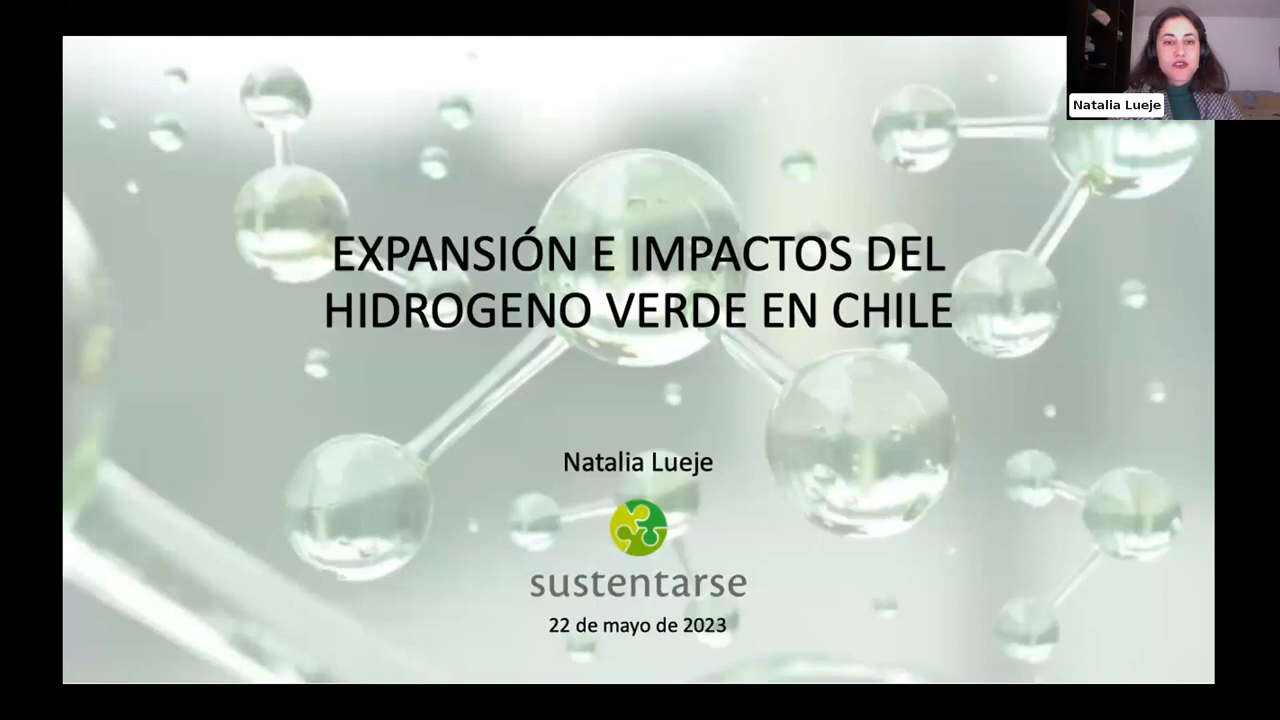 Natalia Lueje
EXPANSIÓN E IMPACTOS DEL
HIDROGENO VERDE EN CHILE
Natalia Lueje
sustentarse
22 de mayo de 2023